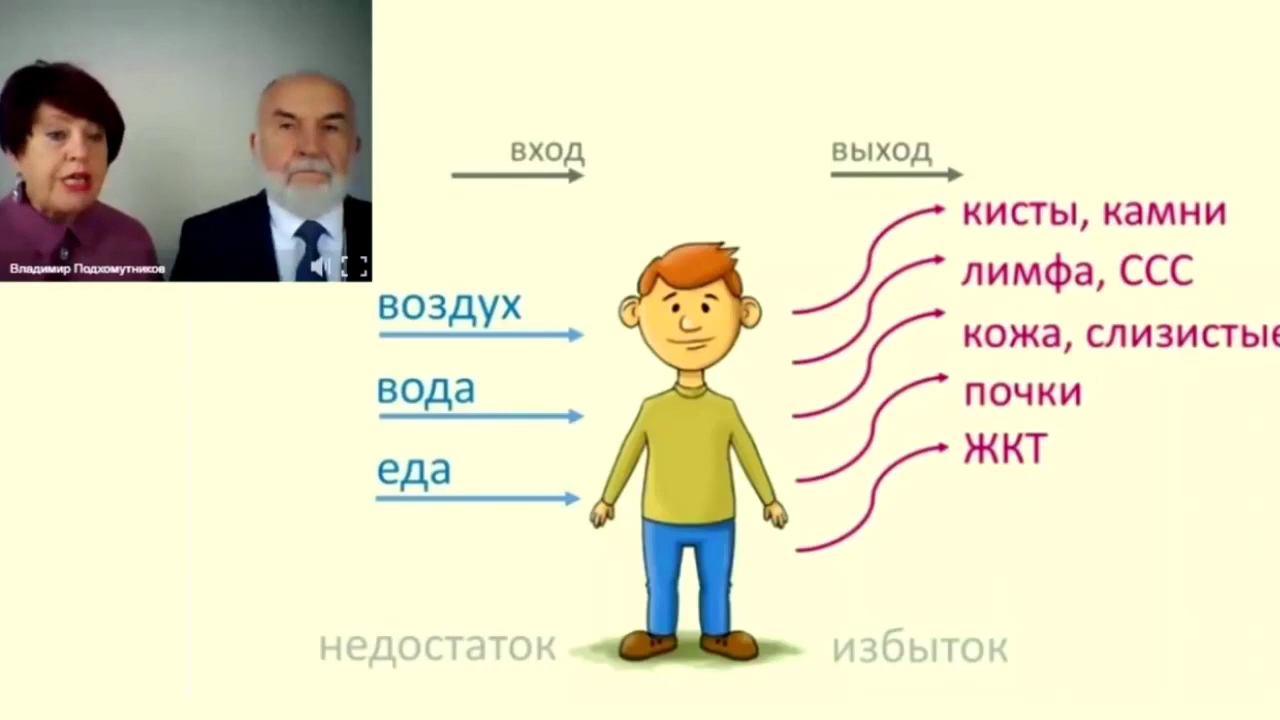 Владимир Подхомутников
вход
выход
воздух
вода
еда
кисты, камни
лимфа, ССС
кожа, слизистые
почки
ЖКТ
недостаток
избыток